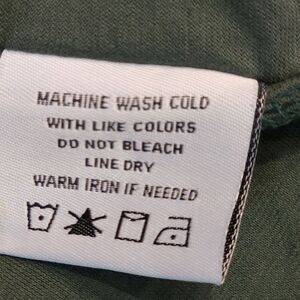 MACHINE WASH COLD
WITH LIKE COLORS
DO NOT BLEACH
LINE DRY
WARM IRON IF NEEDED